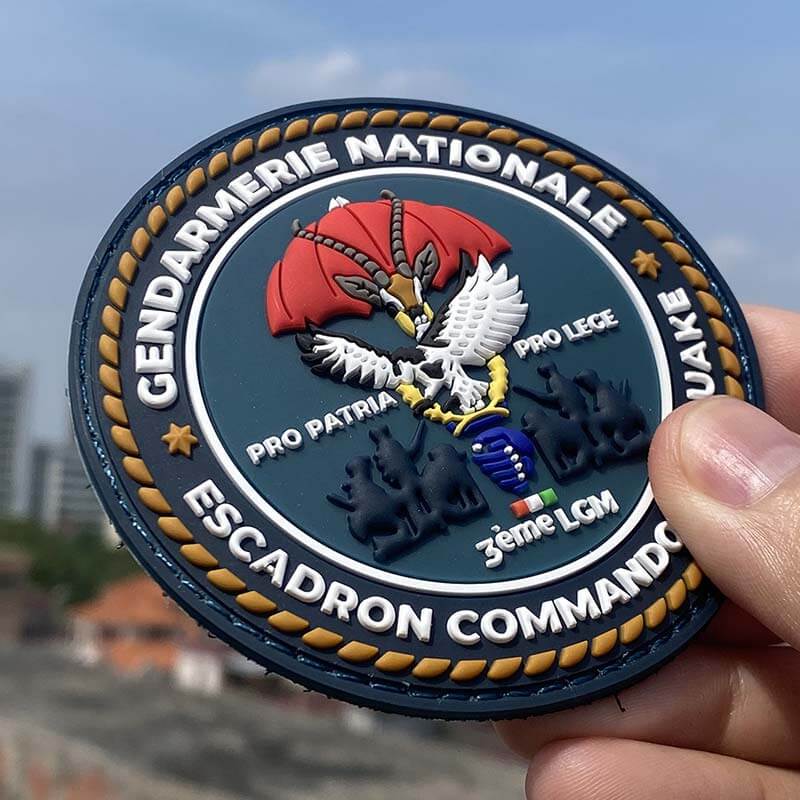 GENDARMERIE NATIONALE
PRO PATRIA
PRO LEGE
3ème LGM
ESCADRON COMMANDO